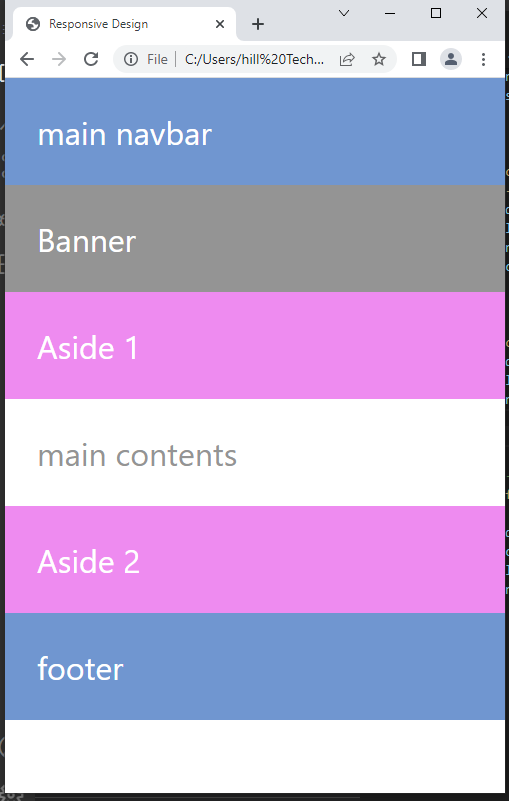 Responsive Design
File
C:/Users/hill%20Tech...
main navbar
Banner
Aside 1
main contents
Aside 2
footer